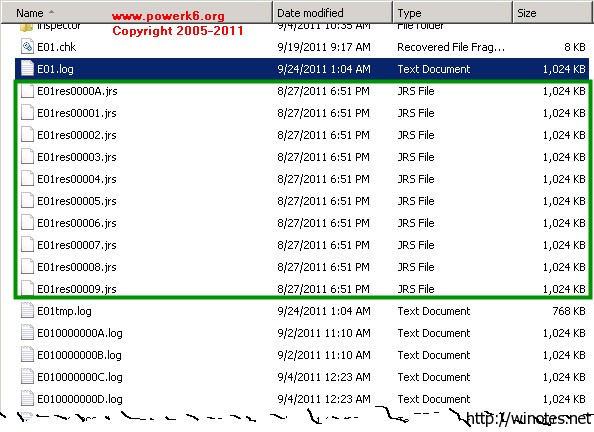 www.powerk6.org
Copyright 2005-2011
Name Date modified Type Size
Inspector 9/4/2011 10:35 AM File folder
E01.chk 9/19/2011 9:17 AM Recovered File Frag... 8 KB
E01.log 9/24/2011 1:04 AM Text Document 1,024 KB
E01res0000A.jrs 8/27/2011 6:51 PM JRS File 1,024 KB
E01res00001.jrs 8/27/2011 6:51 PM JRS File 1,024 KB
E01res00002.jrs 8/27/2011 6:51 PM JRS File 1,024 KB
E01res00003.jrs 8/27/2011 6:51 PM JRS File 1,024 KB
E01res00004.jrs 8/27/2011 6:51 PM JRS File 1,024 KB
E01res00005.jrs 8/27/2011 6:51 PM JRS File 1,024 KB
E01res00006.jrs 8/27/2011 6:51 PM JRS File 1,024 KB
E01res00007.jrs 8/27/2011 6:51 PM JRS File 1,024 KB
E01res00008.jrs 8/27/2011 6:51 PM JRS File 1,024 KB
E01res00009.jrs 8/27/2011 6:51 PM JRS File 1,024 KB
E01tmp.log 9/24/2011 1:04 AM Text Document 768 KB
E010000000A.log 9/2/2011 11:10 AM Text Document 1,024 KB
E010000000B.log 9/2/2011 11:10 AM Text Document 1,024 KB
E010000000C.log 9/4/2011 12:23 AM Text Document 1,024 KB
E010000000D.log 9/4/2011 12:23 AM Text Document 1,024 KB
http://winotes.net